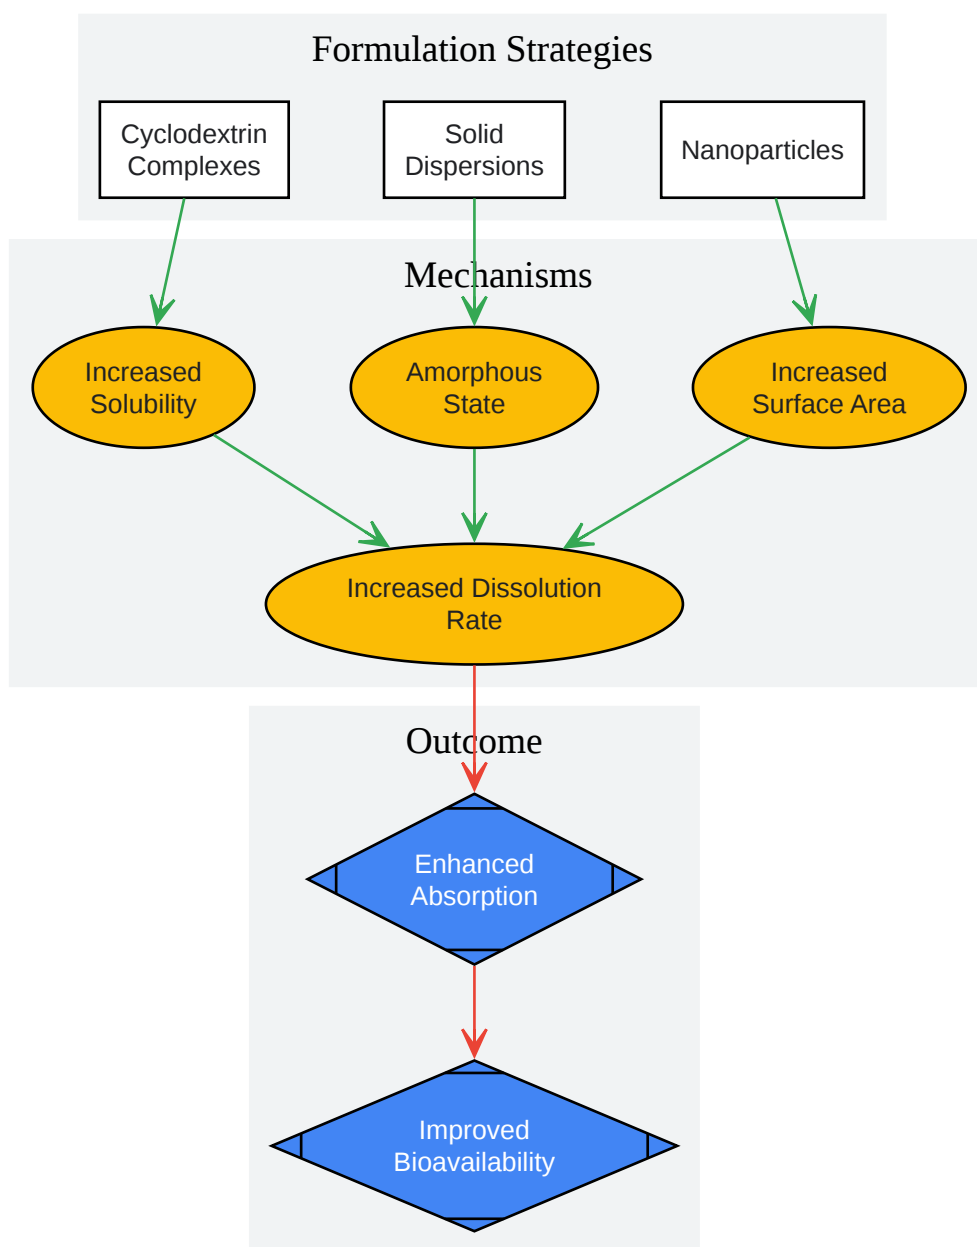 Formulation Strategies
Cyclodextrin
Complexes
Solid
Dispersions
Nanoparticles
Mechanisms
Increased
Solubility
Amorphous
State
Increased
Surface Area
Increased Dissolution
Rate
Outcome
Enhanced
Absorption
Improved
Bioavailability